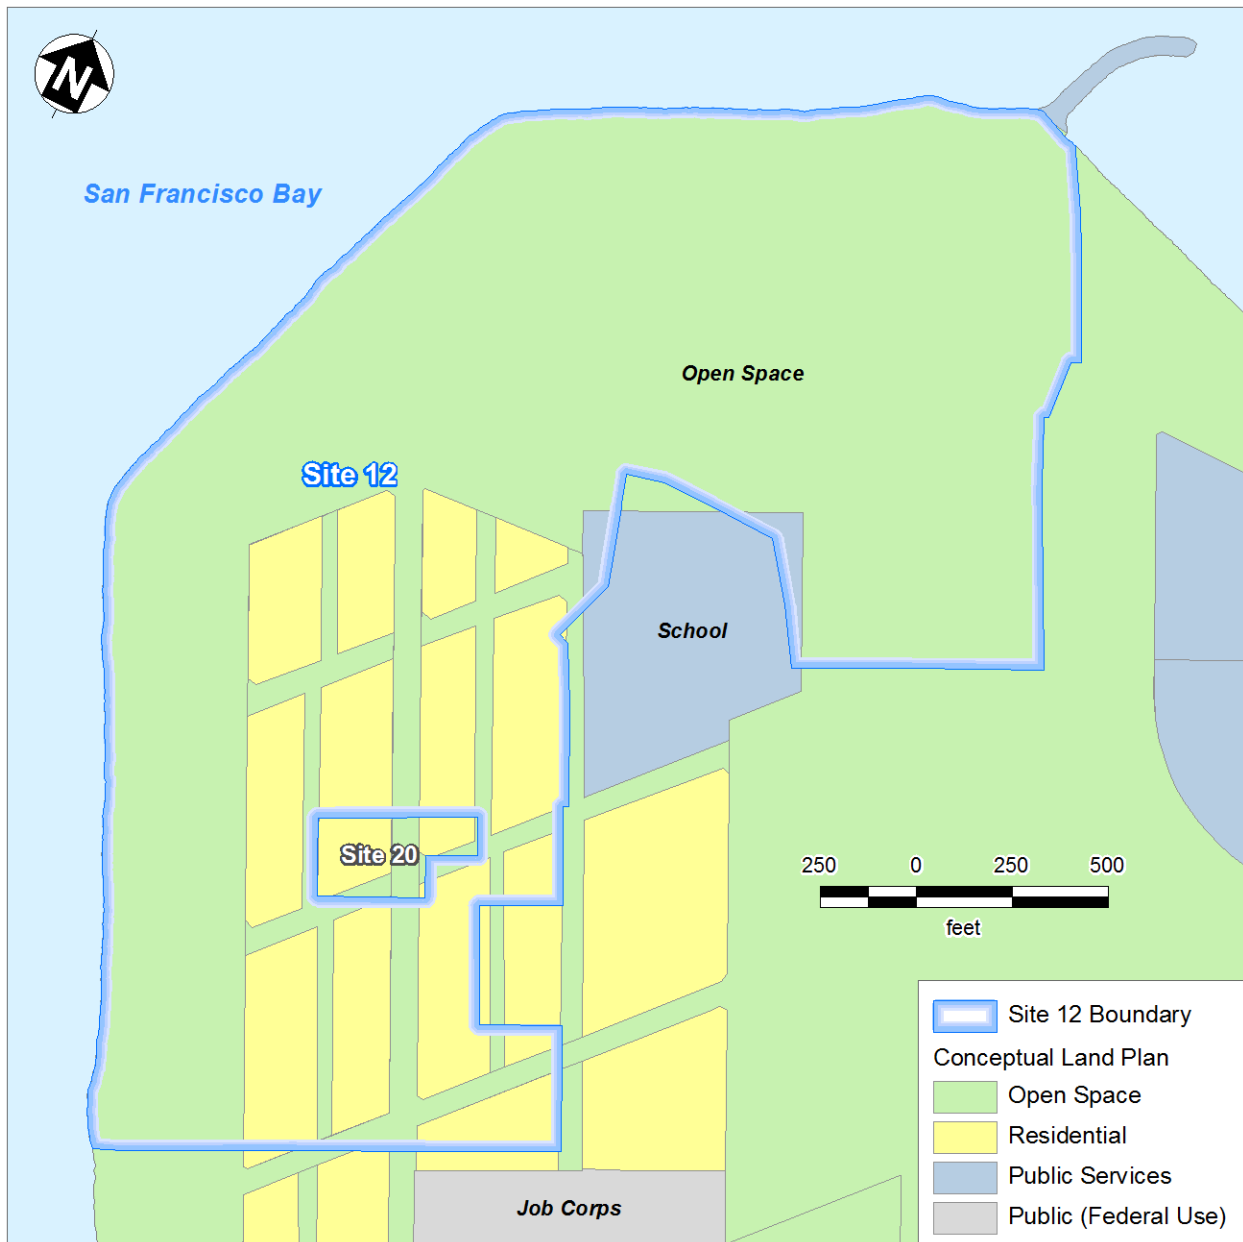 N
San Francisco Bay
Open Space
Site 12
School
Site 20
250 0 250 500
feet
Site 12 Boundary
Conceptual Land Plan
Open Space
Residential
Public Services
Public (Federal Use)
Job Corps